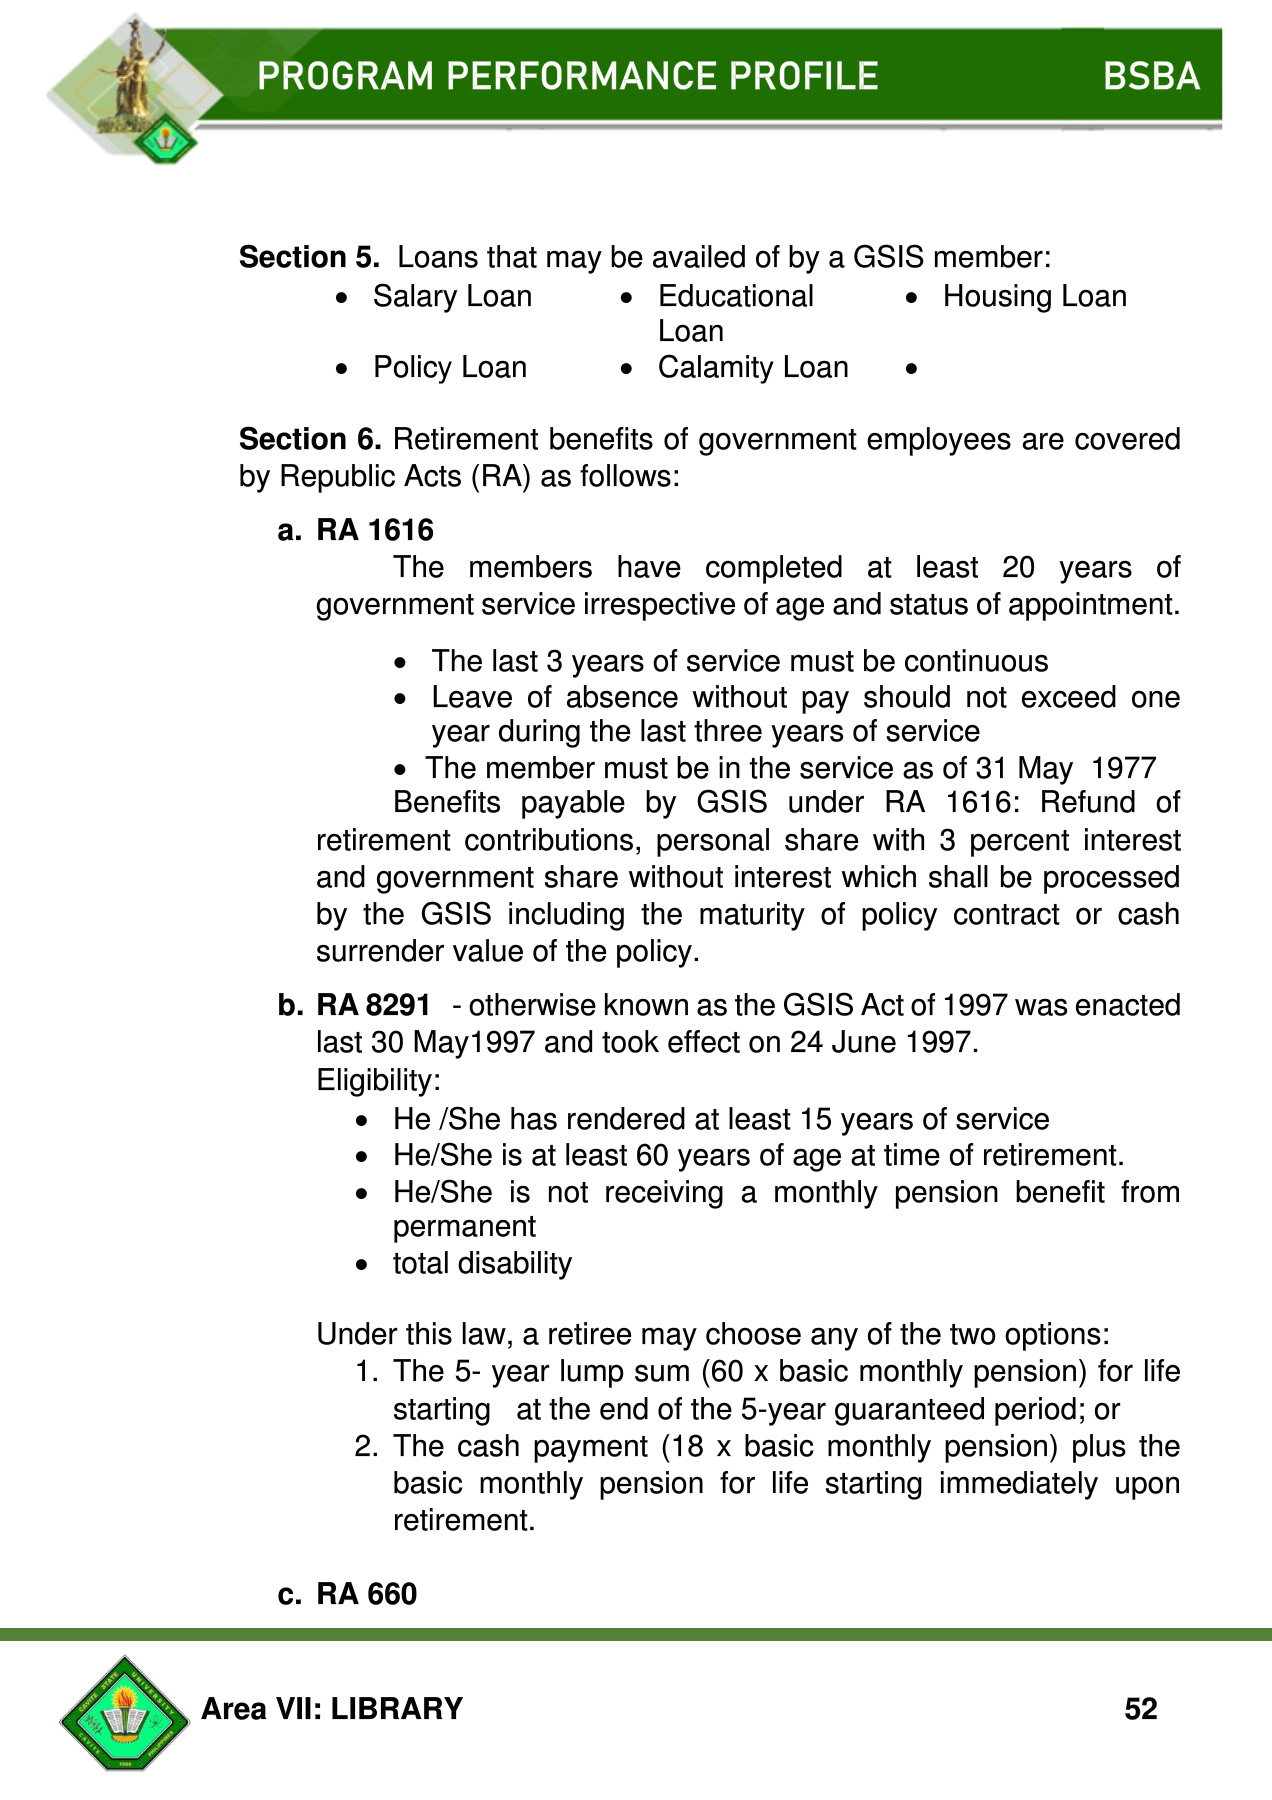 PROGRAM PERFORMANCE PROFILE BSBA
Section 5. Loans that may be availed of by a GSIS member:
• Salary Loan • Educational Loan • Housing Loan
• Policy Loan • Calamity Loan •
Section 6. Retirement benefits of government employees are covered
by Republic Acts (RA) as follows:
a. RA 1616
The members have completed at least 20 years of
government service irrespective of age and status of appointment.
• The last 3 years of service must be continuous
• Leave of absence without pay should not exceed one
year during the last three years of service
• The member must be in the service as of 31 May 1977
Benefits payable by GSIS under RA 1616: Refund of
retirement contributions, personal share with 3 percent interest
and government share without interest which shall be processed
by the GSIS including the maturity of policy contract or cash
surrender value of the policy.
b. RA 8291 - otherwise known as the GSIS Act of 1997 was enacted
last 30 May1997 and took effect on 24 June 1997.
Eligibility:
• He /She has rendered at least 15 years of service
• He/She is at least 60 years of age at time of retirement.
• He/She is not receiving a monthly pension benefit from
permanent
• total disability
Under this law, a retiree may choose any of the two options:
1. The 5- year lump sum (60 x basic monthly pension) for life
starting at the end of the 5-year guaranteed period; or
2. The cash payment (18 x basic monthly pension) plus the
basic monthly pension for life starting immediately upon
retirement.
c. RA 660
CAVITE STATE UNIVERSITY
CAVITE PHILIPPINES
1906
Area VII: LIBRARY 52